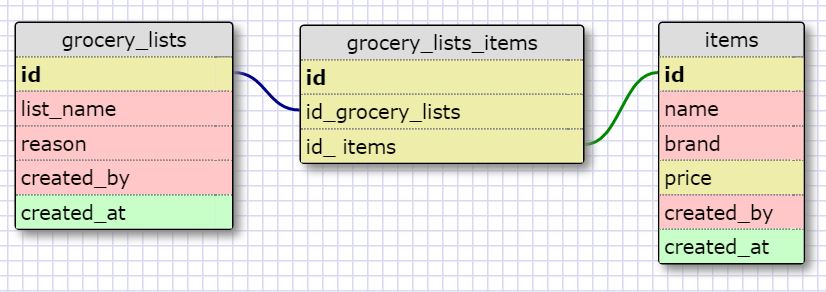 grocery_lists
id
list_name
reason
created_by
created_at
grocery_lists_items
id
id_grocery_lists
id_ items
items
id
name
brand
price
created_by
created_at